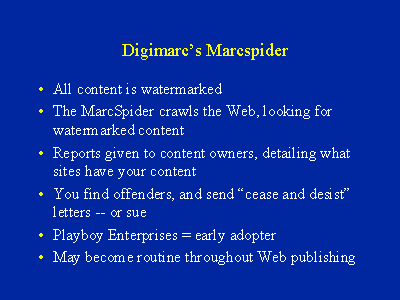 Digimarc's Marcspider
• All content is watermarked
• The MarcSpider crawls the Web, looking for
watermarked content
• Reports given to content owners, detailing what
sites have your content
• You find offenders, and send “cease and desist”
letters -- or sue
• Playboy Enterprises = early adopter
• May become routine throughout Web publishing